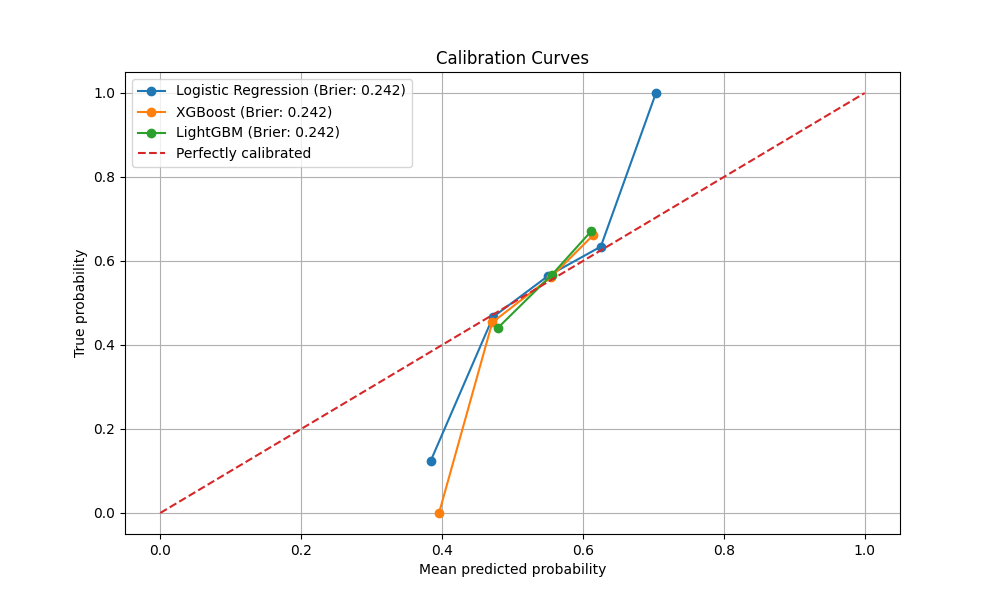 Calibration Curves
Logistic Regression (Brier: 0.242)
XGBoost (Brier: 0.242)
LightGBM (Brier: 0.242)
Perfectly calibrated
True probability
1.0
0.8
0.6
0.4
0.2
0.0
0.0 0.2 0.4 0.6 0.8 1.0
Mean predicted probability